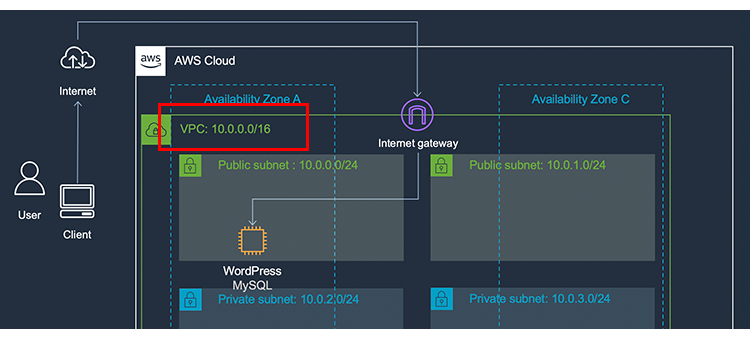 aws
AWS Cloud
Internet
Availability Zone A
Availability Zone C
VPC: 10.0.0.0/16
Internet gateway
Public subnet : 10.0.0.0/24
Public subnet: 10.0.1.0/24
User
Client
WordPress
MySQL
Private subnet: 10.0.2.0/24
Private subnet: 10.0.3.0/24